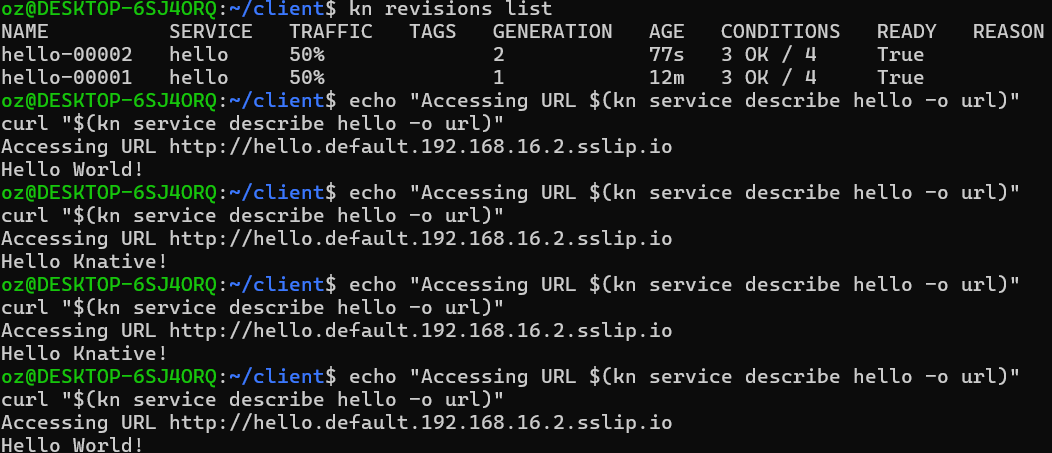 oz@DESKTOP-6SJ4ORQ:~/client$ kn revisions list
NAME          SERVICE   TRAFFIC   TAGS   GENERATION   AGE   CONDITIONS   READY   REASON
hello-00002   hello     50%              2            77s   3 OK / 4     True
hello-00001   hello     50%              1            12m   3 OK / 4     True
oz@DESKTOP-6SJ4ORQ:~/client$ echo "Accessing URL $(kn service describe hello -o url)"
curl "$(kn service describe hello -o url)"
Accessing URL http://hello.default.192.168.16.2.sslip.io
Hello World!
oz@DESKTOP-6SJ4ORQ:~/client$ echo "Accessing URL $(kn service describe hello -o url)"
curl "$(kn service describe hello -o url)"
Accessing URL http://hello.default.192.168.16.2.sslip.io
Hello Knative!
oz@DESKTOP-6SJ4ORQ:~/client$ echo "Accessing URL $(kn service describe hello -o url)"
curl "$(kn service describe hello -o url)"
Accessing URL http://hello.default.192.168.16.2.sslip.io
Hello Knative!
oz@DESKTOP-6SJ4ORQ:~/client$ echo "Accessing URL $(kn service describe hello -o url)"
curl "$(kn service describe hello -o url)"
Accessing URL http://hello.default.192.168.16.2.sslip.io
Hello World!